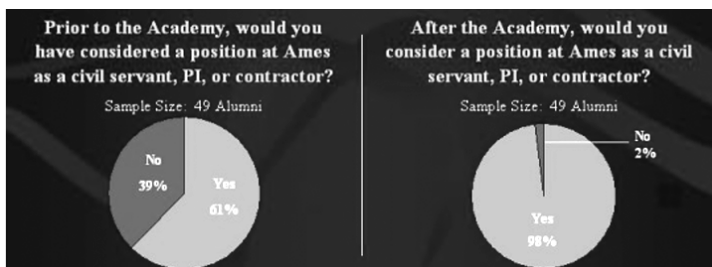 Prior to the Academy, would you
have considered a position at Ames
as a civil servant, PI, or contractor?
Sample Size: 49 Alumni
No
39%
Yes
61%
After the Academy, would you
consider a position at Ames as a civil
servant, PI, or contractor?
Sample Size: 49 Alumni
No
2%
Yes
98%